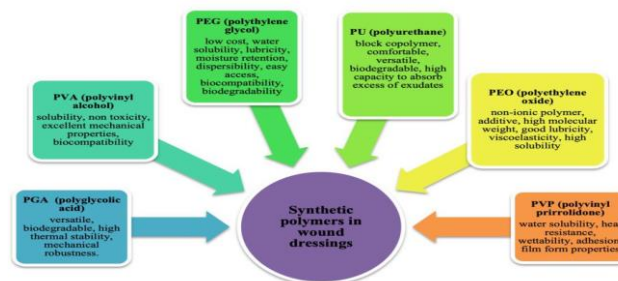 PEG (polythylene
glycol)
low cost, water
solubility, lubricity,
moisture retention,
dispersibility, easy
access,
biocompatibility,
biodegradability
PU (polyurethane)
block copolymer,
comfortable,
versatile,
biodegradable, high
capacity to absorb
excess of exudates
PVA (polyvinyl
alcohol)
solubility, non toxicity,
excellent mechanical
properties,
biocompatibility
PEO (polyethylene
oxide)
non-ionic polymer,
additive, high molecular
weight, good lubricity,
viscoelasticity, high
solubility
PGA (polyglycolic
acid)
versatile,
biodegradable, high
thermal stability,
mechanical
robustness.
Synthetic
polymers in
wound
dressings
PVP (polyvinyl
prirrolidone)
water solubility, hea
resistance,
wettability, adhesion
film form properties